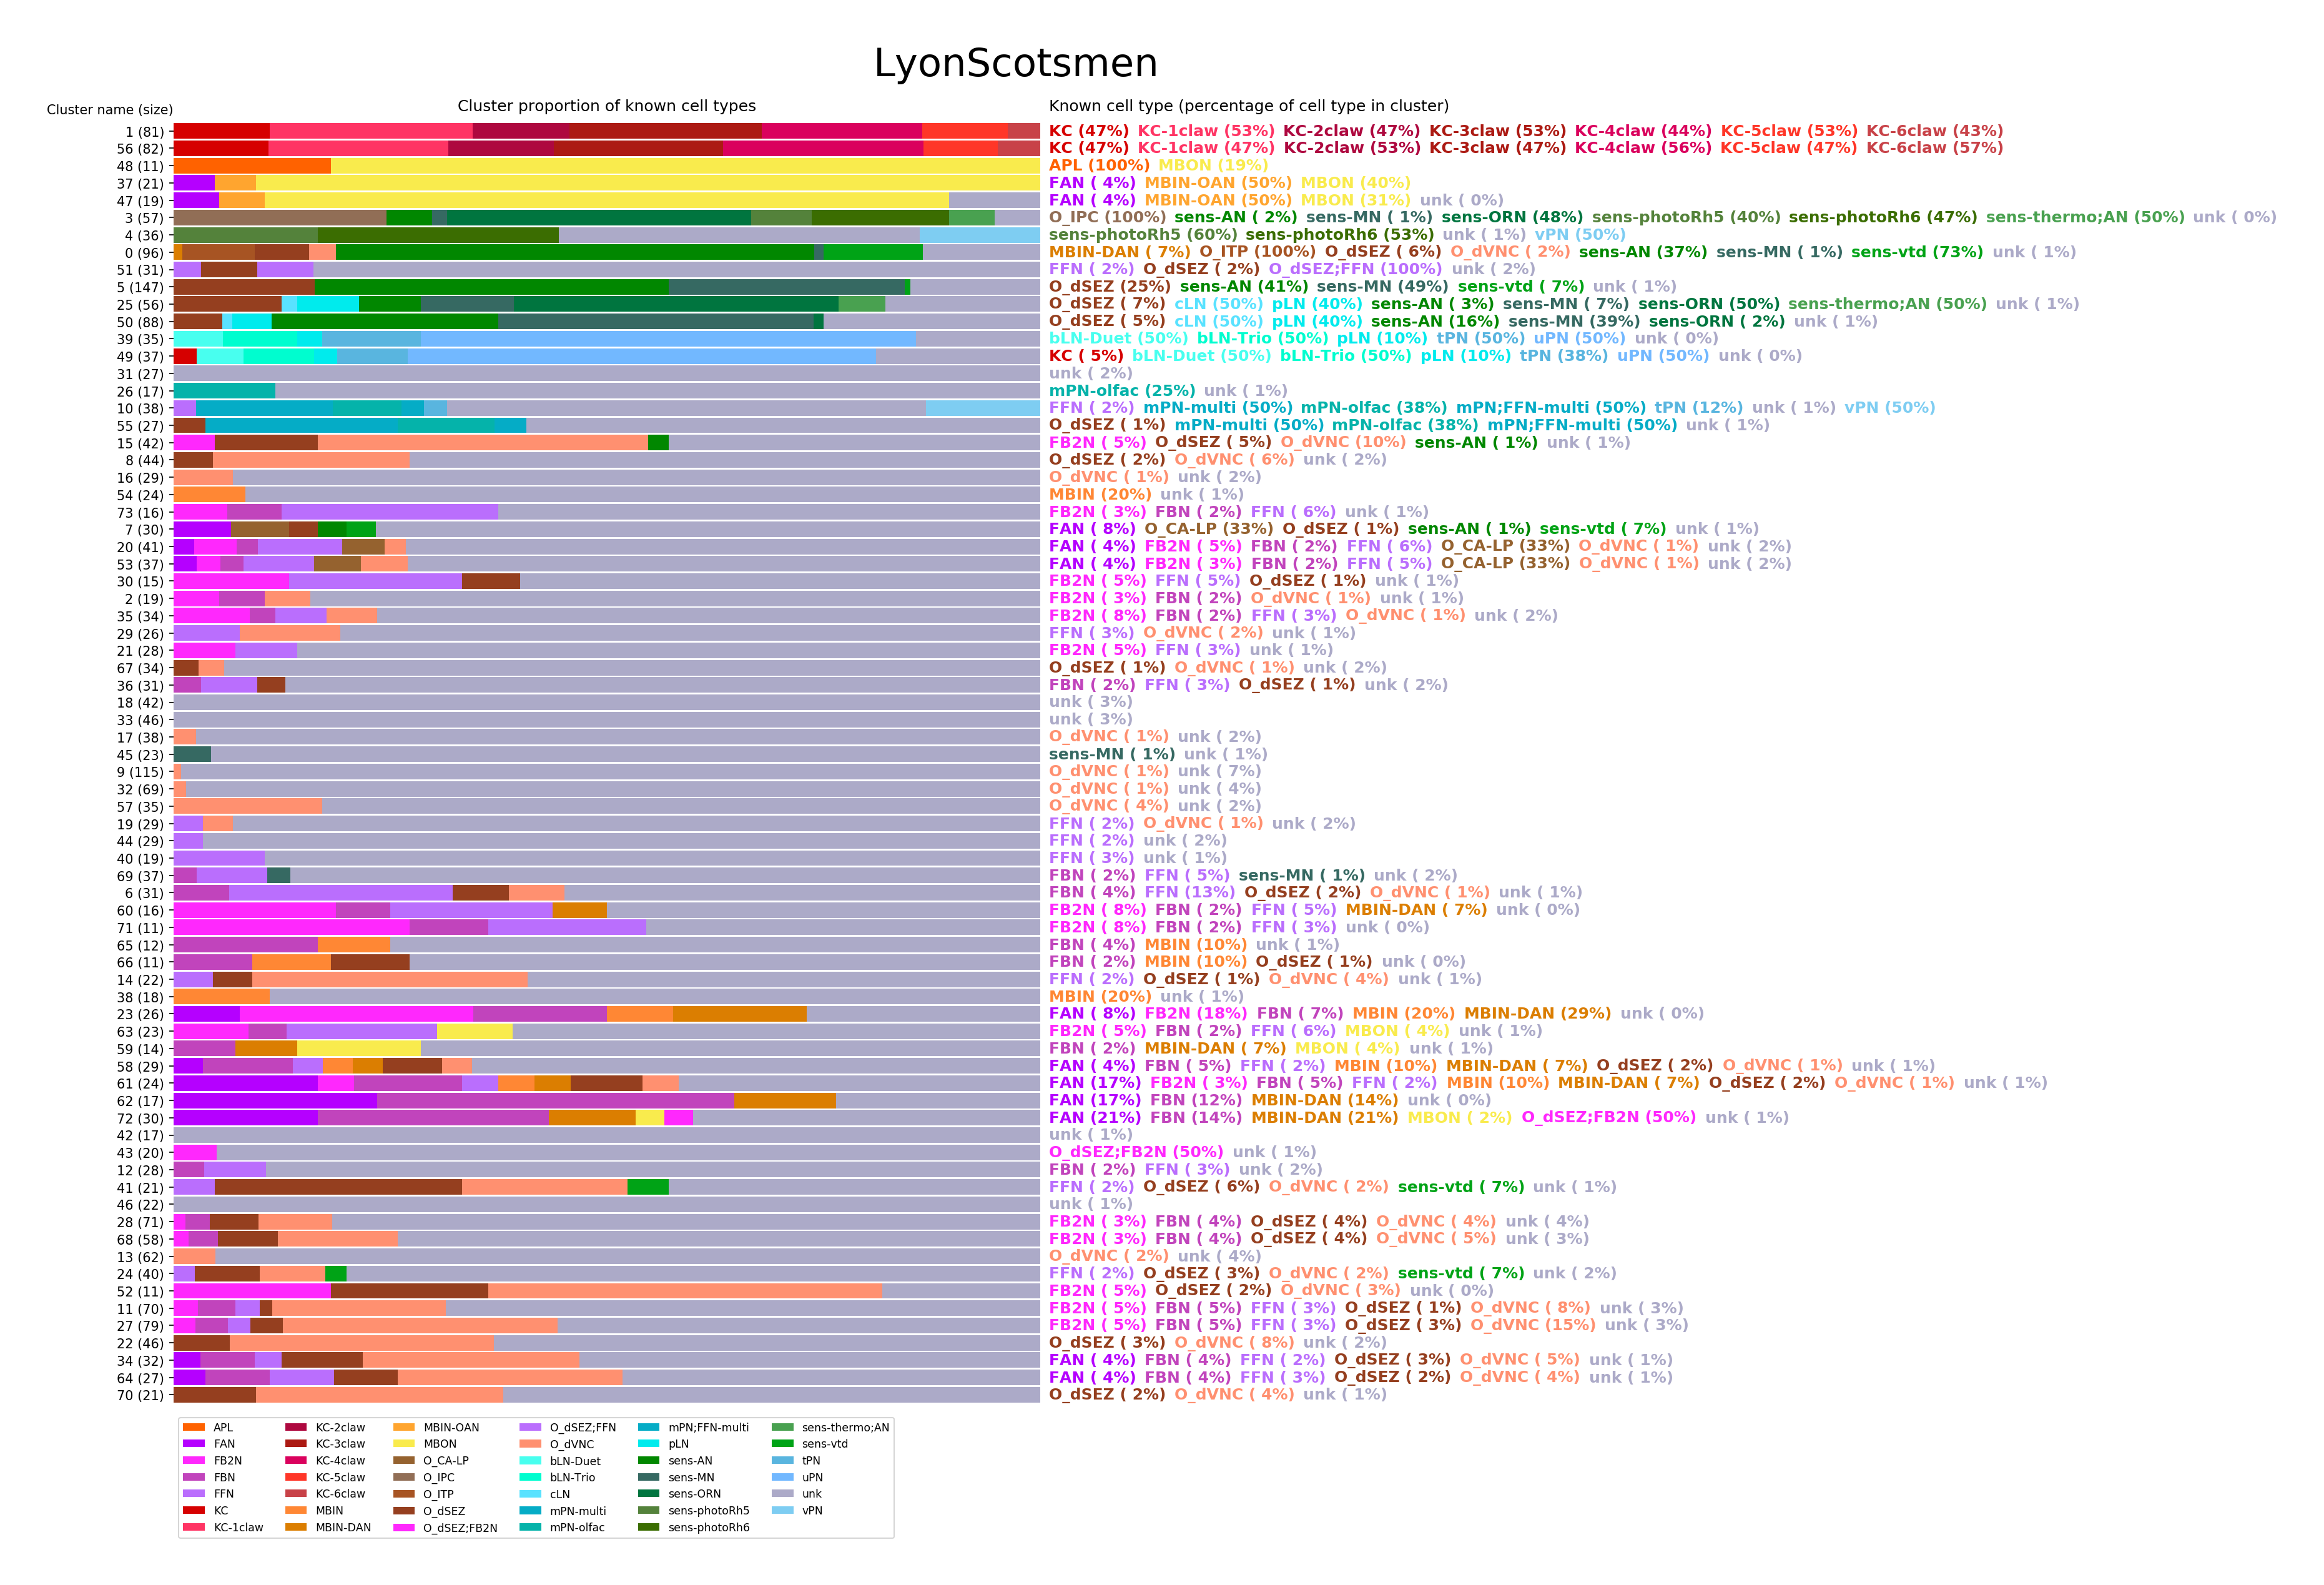 LyonScotsmen
Cluster name (size) Cluster proportion of known cell types Known cell type (percentage of cell type in cluster)
1 (81) KC (47%) KC-1claw (53%) KC-2claw (47%) KC-3claw (53%) KC-4claw (44%) KC-5claw (53%) KC-6claw (43%)
56 (82) KC (47%) KC-1claw (47%) KC-2claw (53%) KC-3claw (47%) KC-4claw (56%) KC-5claw (47%) KC-6claw (57%)
48 (11) APL (100%) MBON (19%)
37 (21) FAN ( 4%) MBIN-OAN (50%) MBON (40%)
47 (19) FAN ( 4%) MBIN-OAN (50%) MBON (31%) unk ( 0%)
3 (57) O_IPC (100%) sens-AN ( 2%) sens-MN ( 1%) sens-ORN (48%) sens-photoRh5 (40%) sens-photoRh6 (47%) sens-thermo;AN (50%) unk ( 0%)
4 (36) sens-photoRh5 (60%) sens-photoRh6 (53%) unk ( 1%) vPN (50%)
0 (96) MBIN-DAN ( 7%) O_ITP (100%) O_dSEZ ( 6%) O_dVNC ( 2%) sens-AN (37%) sens-MN ( 1%) sens-vtd (73%) unk ( 1%)
51 (31) FFN ( 2%) O_dSEZ ( 2%) O_dSEZ;FFN (100%) unk ( 2%)
5 (147) O_dSEZ (25%) sens-AN (41%) sens-MN (49%) sens-vtd ( 7%) unk ( 1%)
25 (56) O_dSEZ ( 7%) cLN (50%) pLN (40%) sens-AN ( 3%) sens-MN ( 7%) sens-ORN (50%) sens-thermo;AN (50%) unk ( 1%)
50 (88) O_dSEZ ( 5%) cLN (50%) pLN (40%) sens-AN (16%) sens-MN (39%) sens-ORN ( 2%) unk ( 1%)
39 (35) bLN-Duet (50%) bLN-Trio (50%) pLN (10%) tPN (50%) uPN (50%) unk ( 0%)
49 (37) KC ( 5%) bLN-Duet (50%) bLN-Trio (50%) pLN (10%) tPN (38%) uPN (50%) unk ( 0%)
31 (27) unk ( 2%)
26 (17) mPN-olfac (25%) unk ( 1%)
10 (38) FFN ( 2%) mPN-multi (50%) mPN-olfac (38%) mPN;FFN-multi (50%) tPN (12%) unk ( 1%) vPN (50%)
55 (27) O_dSEZ ( 1%) mPN-multi (50%) mPN-olfac (38%) mPN;FFN-multi (50%) unk ( 1%)
15 (42) FB2N ( 5%) O_dSEZ ( 5%) O_dVNC (10%) sens-AN ( 1%) unk ( 1%)
8 (44) O_dSEZ ( 2%) O_dVNC ( 6%) unk ( 2%)
16 (29) O_dVNC ( 1%) unk ( 2%)
54 (24) MBIN (20%) unk ( 1%)
73 (16) FB2N ( 3%) FBN ( 2%) FFN ( 6%) unk ( 1%)
7 (30) FAN ( 8%) O_CA-LP (33%) O_dSEZ ( 1%) sens-AN ( 1%) sens-vtd ( 7%) unk ( 1%)
20 (41) FAN ( 4%) FB2N ( 5%) FBN ( 2%) FFN ( 6%) O_CA-LP (33%) O_dVNC ( 1%) unk ( 2%)
53 (37) FAN ( 4%) FB2N ( 3%) FBN ( 2%) FFN ( 5%) O_CA-LP (33%) O_dVNC ( 1%) unk ( 2%)
30 (15) FB2N ( 5%) FFN ( 5%) O_dSEZ ( 1%) unk ( 1%)
2 (19) FB2N ( 3%) FBN ( 2%) O_dVNC ( 1%) unk ( 1%)
35 (34) FB2N ( 8%) FBN ( 2%) FFN ( 3%) O_dVNC ( 1%) unk ( 2%)
29 (26) FFN ( 3%) O_dVNC ( 2%) unk ( 1%)
21 (28) FB2N ( 5%) FFN ( 3%) unk ( 1%)
67 (34) O_dSEZ ( 1%) O_dVNC ( 1%) unk ( 2%)
36 (31) FBN ( 2%) FFN ( 3%) O_dSEZ ( 1%) unk ( 2%)
18 (42) unk ( 3%)
33 (46) unk ( 3%)
17 (38) O_dVNC ( 1%) unk ( 2%)
45 (23) sens-MN ( 1%) unk ( 1%)
9 (115) O_dVNC ( 1%) unk ( 7%)
32 (69) O_dVNC ( 1%) unk ( 4%)
57 (35) O_dVNC ( 4%) unk ( 2%)
19 (29) FFN ( 2%) O_dVNC ( 1%) unk ( 2%)
44 (29) FFN ( 2%) unk ( 2%)
40 (19) FFN ( 3%) unk ( 1%)
69 (37) FBN ( 2%) FFN ( 5%) sens-MN ( 1%) unk ( 2%)
6 (31) FBN ( 4%) FFN (13%) O_dSEZ ( 2%) O_dVNC ( 1%) unk ( 1%)
60 (16) FB2N ( 8%) FBN ( 2%) FFN ( 5%) MBIN-DAN ( 7%) unk ( 0%)
71 (11) FB2N ( 8%) FBN ( 2%) FFN ( 3%) unk ( 0%)
65 (12) FBN ( 4%) MBIN (10%) unk ( 1%)
66 (11) FBN ( 2%) MBIN (10%) O_dSEZ ( 1%) unk ( 0%)
14 (22) FFN ( 2%) O_dSEZ ( 1%) O_dVNC ( 4%) unk ( 1%)
38 (18) MBIN (20%) unk ( 1%)
23 (26) FAN ( 8%) FB2N (18%) FBN ( 7%) MBIN (20%) MBIN-DAN (29%) unk ( 0%)
63 (23) FB2N ( 5%) FBN ( 2%) FFN ( 6%) MBON ( 4%) unk ( 1%)
59 (14) FBN ( 2%) MBIN-DAN ( 7%) MBON ( 4%) unk ( 1%)
58 (29) FAN ( 4%) FBN ( 5%) FFN ( 2%) MBIN (10%) MBIN-DAN ( 7%) O_dSEZ ( 2%) O_dVNC ( 1%) unk ( 1%)
61 (24) FAN (17%) FB2N ( 3%) FBN ( 5%) FFN ( 2%) MBIN (10%) MBIN-DAN ( 7%) O_dSEZ ( 2%) O_dVNC ( 1%) unk ( 1%)
62 (17) FAN (17%) FBN (12%) MBIN-DAN (14%) unk ( 0%)
72 (30) FAN (21%) FBN (14%) MBIN-DAN (21%) MBON ( 2%) O_dSEZ;FB2N (50%) unk ( 1%)
42 (17) unk ( 1%)
43 (20) O_dSEZ;FB2N (50%) unk ( 1%)
12 (28) FBN ( 2%) FFN ( 3%) unk ( 2%)
41 (21) FFN ( 2%) O_dSEZ ( 6%) O_dVNC ( 2%) sens-vtd ( 7%) unk ( 1%)
46 (22) unk ( 1%)
28 (71) FB2N ( 3%) FBN ( 4%) O_dSEZ ( 4%) O_dVNC ( 4%) unk ( 4%)
68 (58) FB2N ( 3%) FBN ( 4%) O_dSEZ ( 4%) O_dVNC ( 5%) unk ( 3%)
13 (62) O_dVNC ( 2%) unk ( 4%)
24 (40) FFN ( 2%) O_dSEZ ( 3%) O_dVNC ( 2%) sens-vtd ( 7%) unk ( 2%)
52 (11) FB2N ( 5%) O_dSEZ ( 2%) O_dVNC ( 3%) unk ( 0%)
11 (70) FB2N ( 5%) FBN ( 5%) FFN ( 3%) O_dSEZ ( 1%) O_dVNC ( 8%) unk ( 3%)
27 (79) FB2N ( 5%) FBN ( 5%) FFN ( 3%) O_dSEZ ( 3%) O_dVNC (15%) unk ( 3%)
22 (46) O_dSEZ ( 3%) O_dVNC ( 8%) unk ( 2%)
34 (32) FAN ( 4%) FBN ( 4%) FFN ( 2%) O_dSEZ ( 3%) O_dVNC ( 5%) unk ( 1%)
64 (27) FAN ( 4%) FBN ( 4%) FFN ( 3%) O_dSEZ ( 2%) O_dVNC ( 4%) unk ( 1%)
70 (21) O_dSEZ ( 2%) O_dVNC ( 4%) unk ( 1%)
APL KC-2claw MBIN-OAN O_dSEZ;FFN mPN;FFN-multi sens-thermo;AN
FAN KC-3claw MBON O_dVNC pLN sens-vtd
FB2N KC-4claw O_CA-LP bLN-Duet sens-AN tPN
FBN KC-5claw O_IPC bLN-Trio sens-MN uPN
FFN KC-6claw O_ITP cLN sens-ORN unk
KC MBIN O_dSEZ mPN-multi sens-photoRh5 vPN
KC-1claw MBIN-DAN O_dSEZ;FB2N mPN-olfac sens-photoRh6